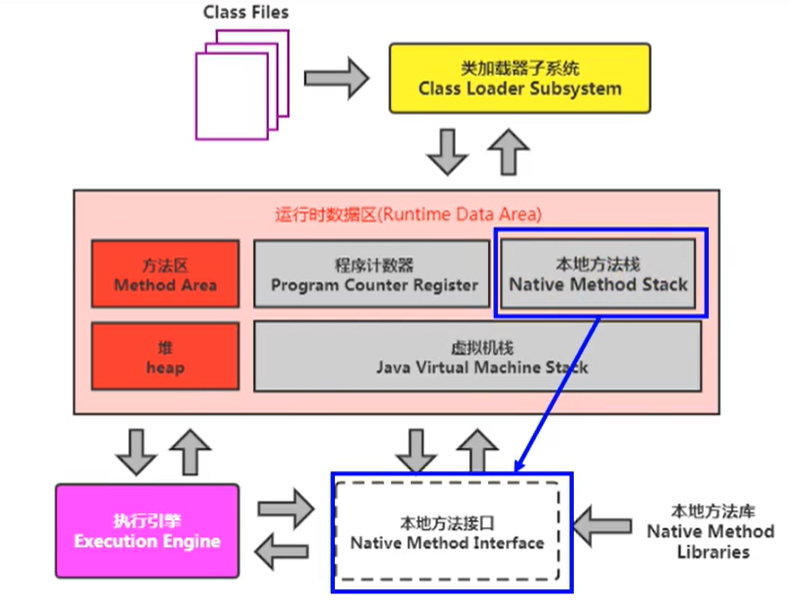 Class Files
类加载器子系统
Class Loader Subsystem
运行时数据区(Runtime Data Area)
方法区
Method Area
程序计数器
Program Counter Register
本地方法栈
Native Method Stack
堆
heap
虚拟机栈
Java Virtual Machine Stack
执行引擎
Execution Engine
本地方法接口
Native Method Interface
本地方法库
Native Method
Libraries